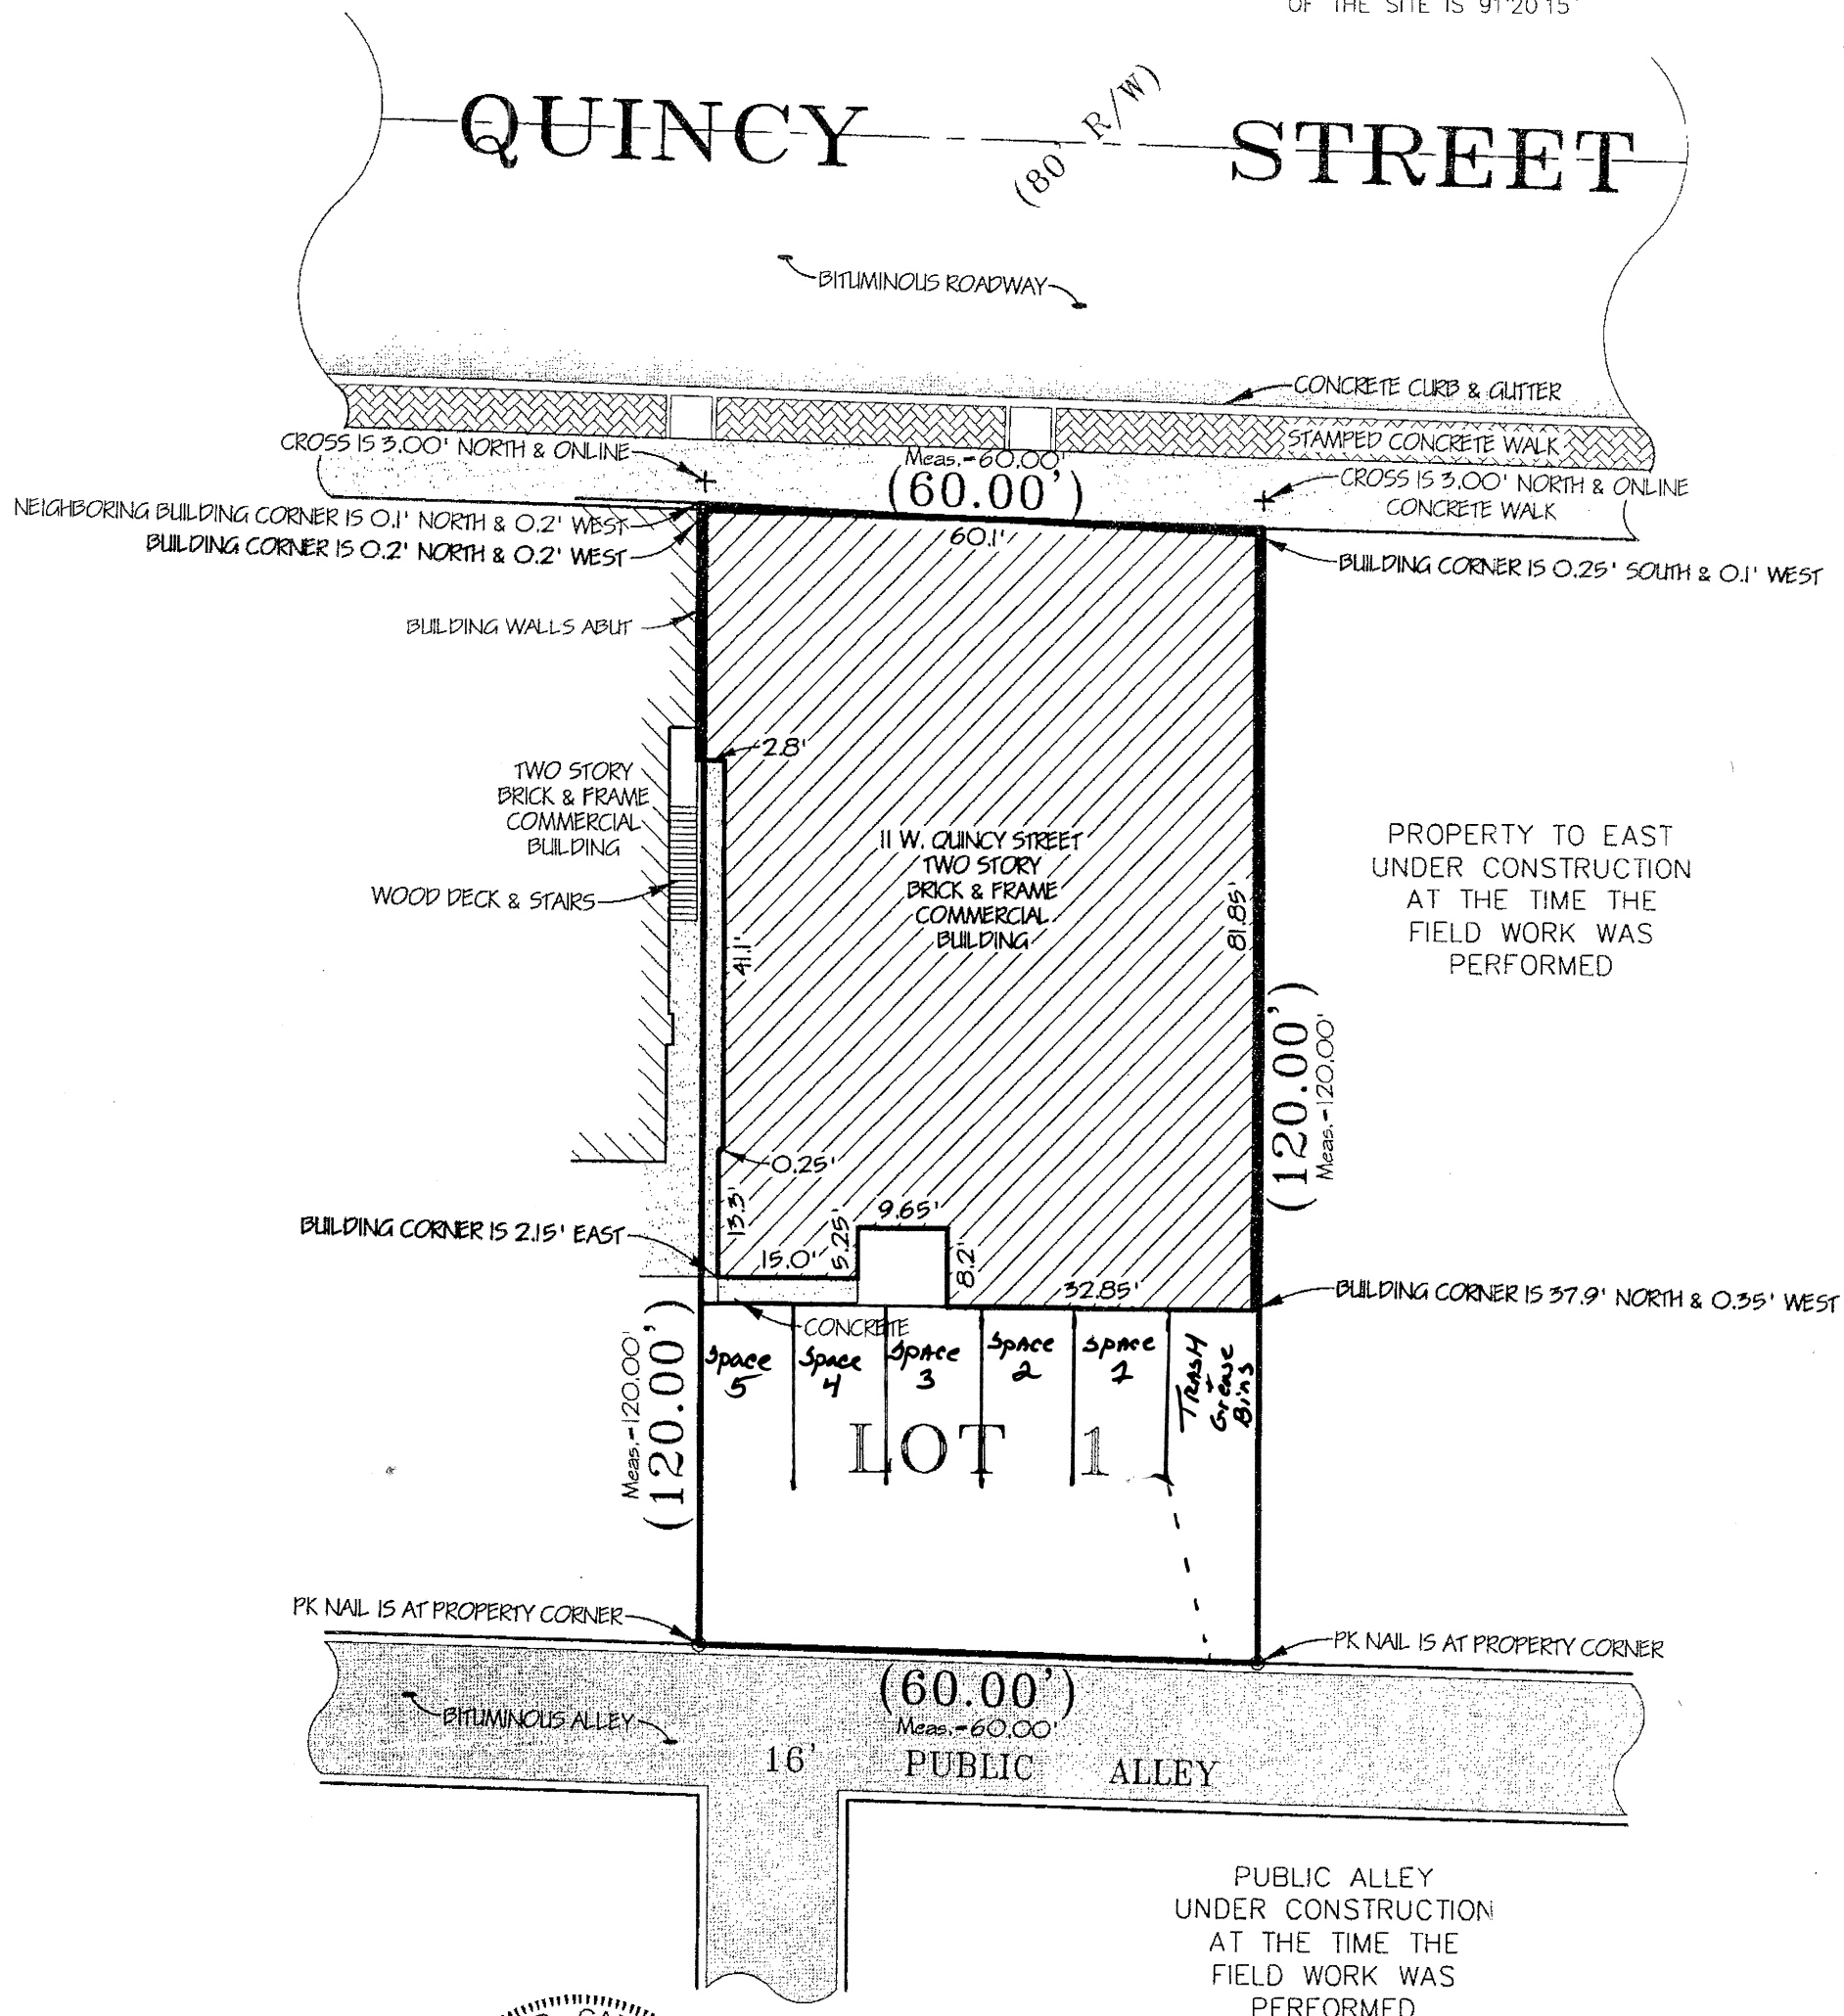 OF THE SITE IS 91°20'15"
QUINCY STREET
(80' R/W)
BITUMINOUS ROADWAY
CONCRETE CURB & GUTTER
STAMPED CONCRETE WALK
CROSS IS 3.00' NORTH & ONLINE
Meas.-60.00'
(60.00')
CROSS IS 3.00' NORTH & ONLINE
CONCRETE WALK
NEIGHBORING BUILDING CORNER IS 0.1' NORTH & 0.2' WEST
BUILDING CORNER IS 0.2' NORTH & 0.2' WEST
60.1'
BUILDING CORNER IS 0.25' SOUTH & 0.1' WEST
BUILDING WALLS ABUT
2.8'
TWO STORY
BRICK & FRAME
COMMERCIAL
BUILDING
WOOD DECK & STAIRS
11 W. QUINCY STREET
TWO STORY
BRICK & FRAME
COMMERCIAL
BUILDING
41.1'
81.85'
PROPERTY TO EAST
UNDER CONSTRUCTION
AT THE TIME THE
FIELD WORK WAS
PERFORMED
(120.00')
Meas.-120.00'
0.25'
13.3'
BUILDING CORNER IS 2.15' EAST
15.0'
5.25'
9.65'
8.2'
32.85'
BUILDING CORNER IS 37.9' NORTH & 0.35' WEST
CONCRETE
Space
5
Space
4
Space
3
Space
2
Space
1
TRASH
+
Grease
Bins
LOT 1
Meas.-120.00'
(120.00')
PK NAIL IS AT PROPERTY CORNER
PK NAIL IS AT PROPERTY CORNER
(60.00')
Meas.-60.00'
BITUMINOUS ALLEY
16' PUBLIC ALLEY
PUBLIC ALLEY
UNDER CONSTRUCTION
AT THE TIME THE
FIELD WORK WAS
PERFORMED